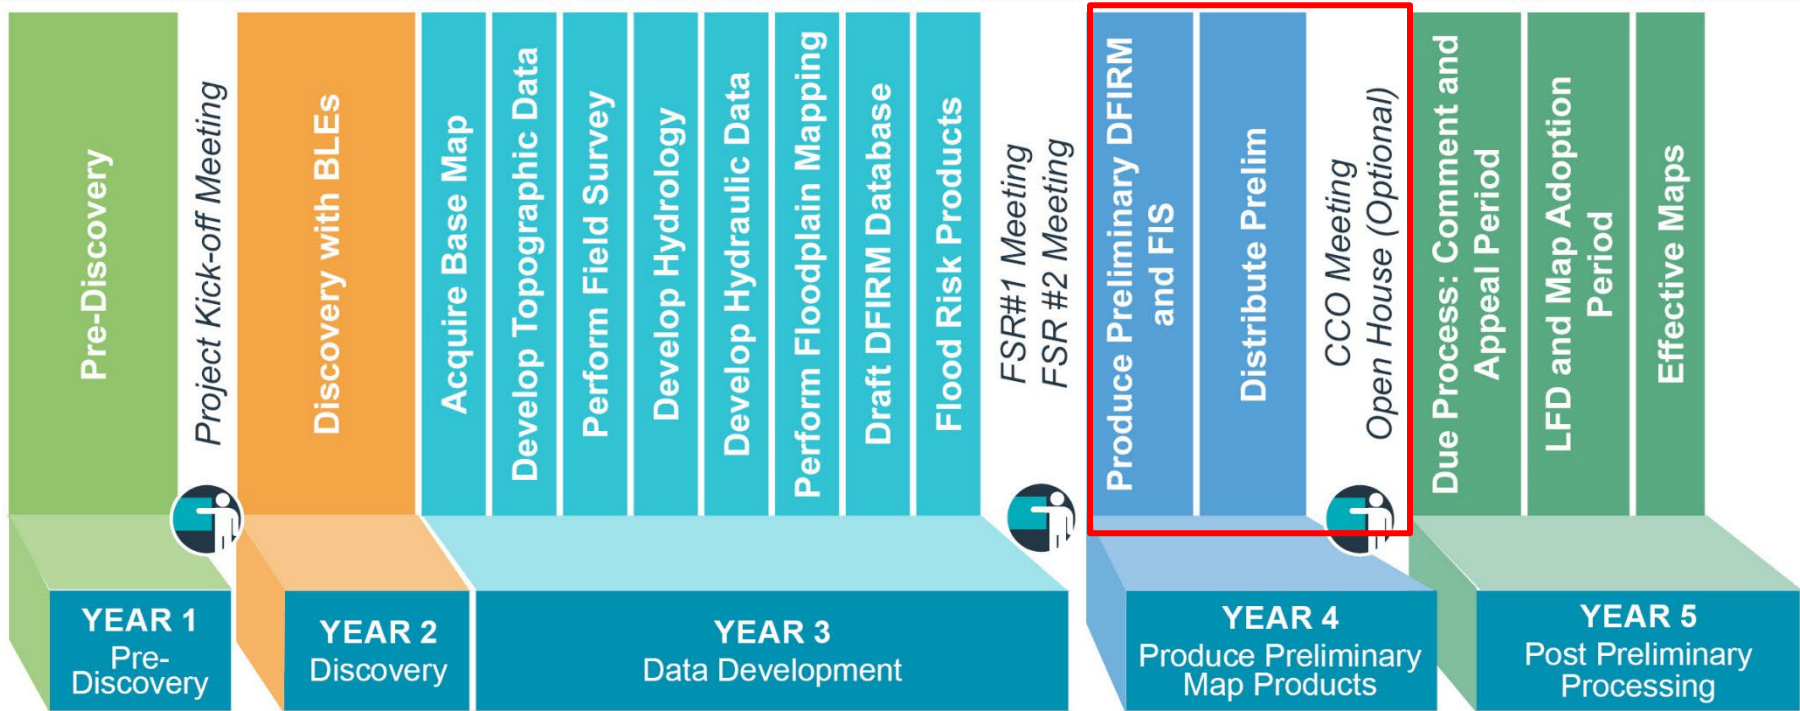 Pre-Discovery
Project Kick-off Meeting
Discovery with BLEs
Acquire Base Map
Develop Topographic Data
Perform Field Survey
Develop Hydrology
Develop Hydraulic Data
Perform Floodplain Mapping
Draft DFIRM Database
Flood Risk Products
FSR#1 Meeting
FSR #2 Meeting
Produce Preliminary DFIRM
and FIS
Distribute Prelim
CCO Meeting
Open House (Optional)
Due Process: Comment and
Appeal Period
LFD and Map Adoption
Period
Effective Maps
YEAR 1
Pre-
Discovery
YEAR 2
Discovery
YEAR 3
Data Development
YEAR 4
Produce Preliminary
Map Products
YEAR 5
Post Preliminary
Processing